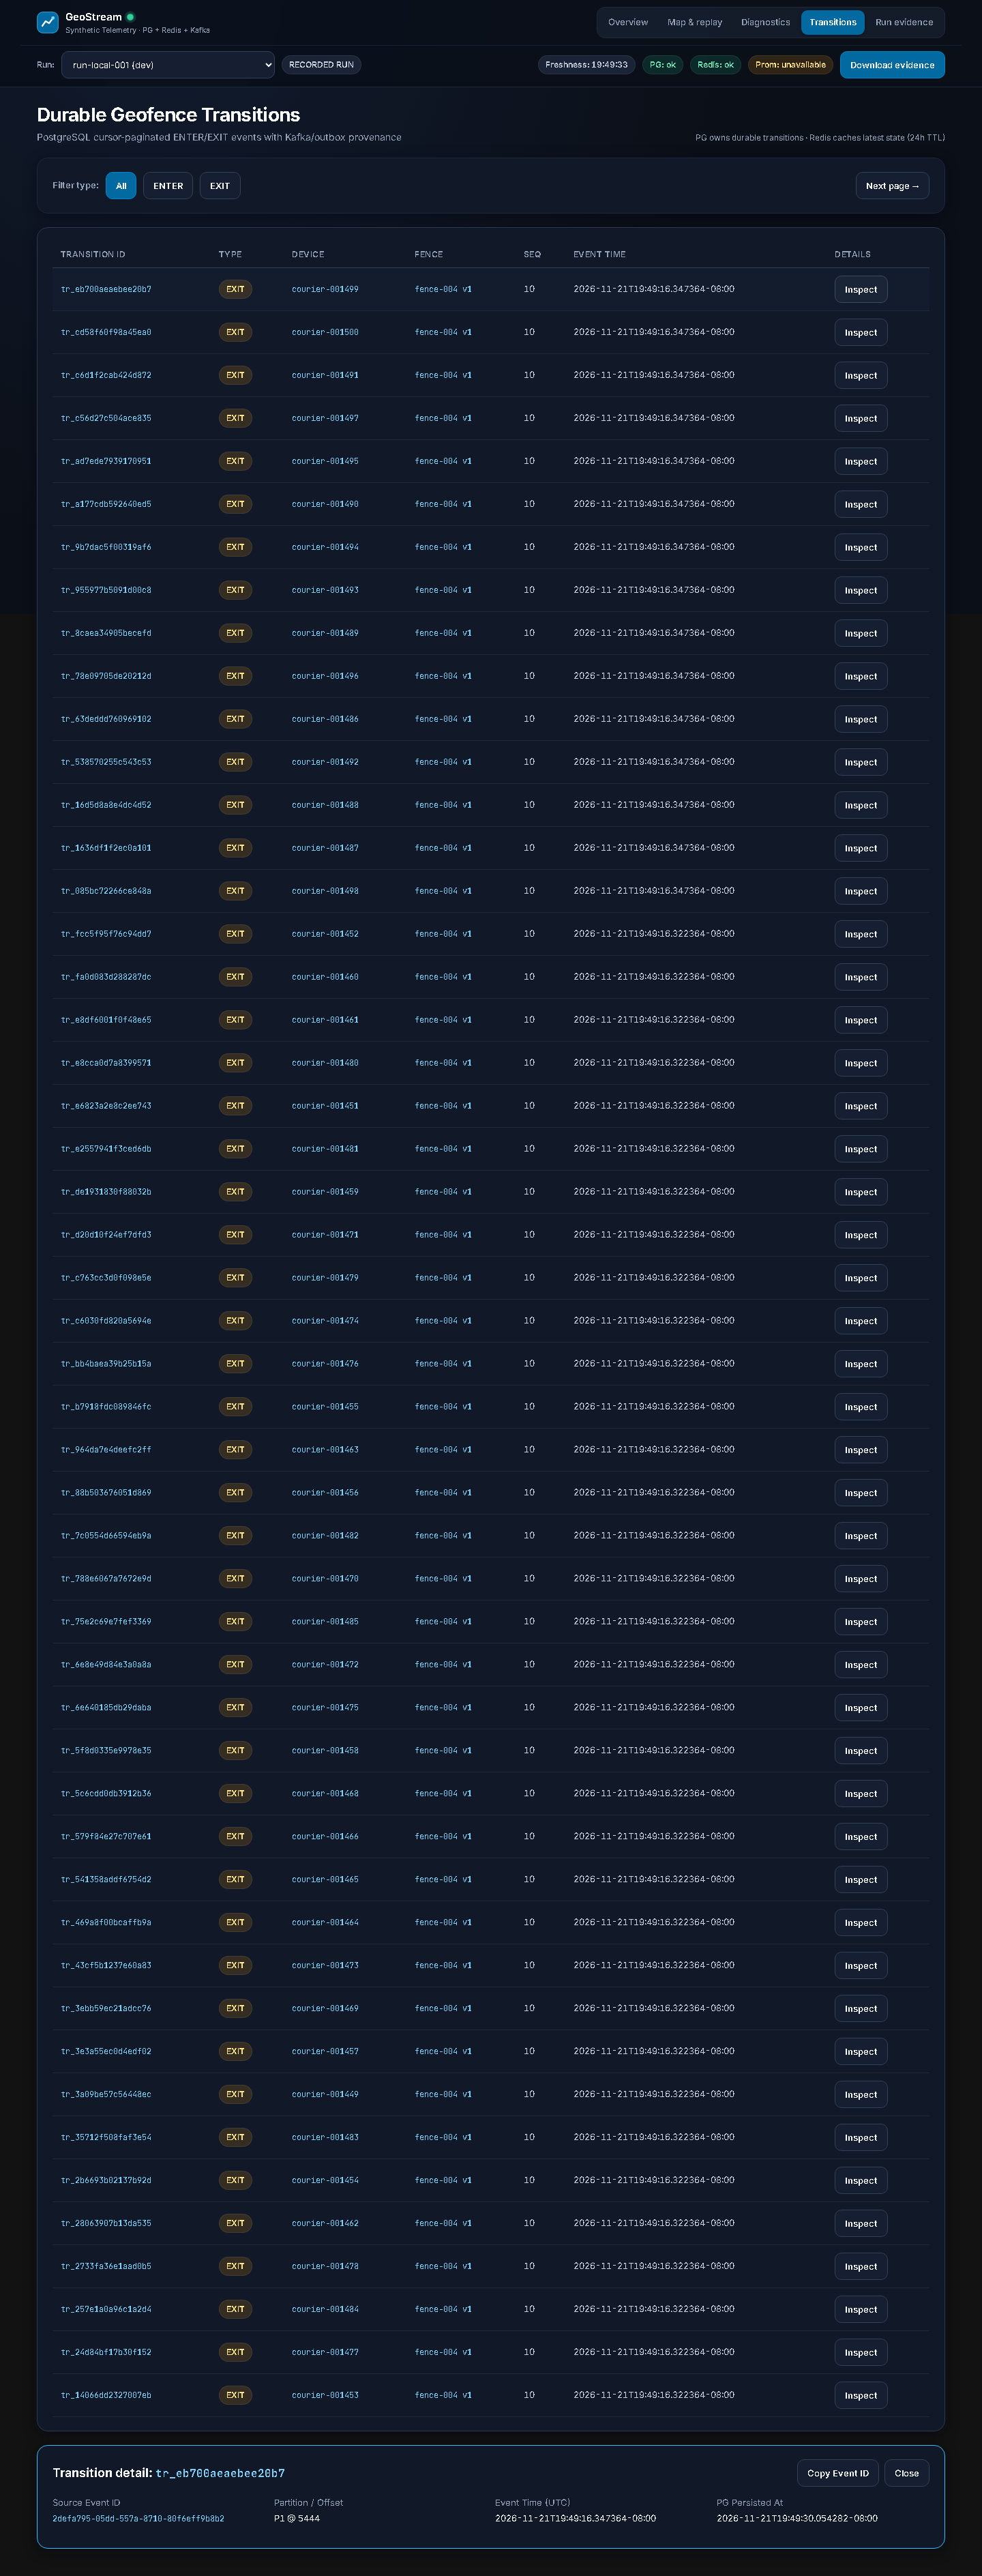 GeoStream
Synthetic Telemetry · PG + Redis + Kafka
Overview Map & replay Diagnostics Transitions Run evidence
Run: run-local-001 (dev) RECORDED RUN Freshness: 19:49:33 PG: ok Redis: ok Prom: unavailable Download evidence
Durable Geofence Transitions
PostgreSQL cursor-paginated ENTER/EXIT events with Kafka/outbox provenance
PG owns durable transitions · Redis caches latest state (24h TTL)
Filter type: All ENTER EXIT Next page →
TRANSITION ID TYPE DEVICE FENCE SEQ EVENT TIME DETAILS
tr_eb700aeaebee20b7 EXIT courier-001499 fence-004 v1 10 2026-11-21T19:49:16.347364-08:00 Inspect
tr_cd58f60f98a45ea0 EXIT courier-001500 fence-004 v1 10 2026-11-21T19:49:16.347364-08:00 Inspect
tr_c6d1f2cab424d872 EXIT courier-001491 fence-004 v1 10 2026-11-21T19:49:16.347364-08:00 Inspect
tr_c56d27c504ace835 EXIT courier-001497 fence-004 v1 10 2026-11-21T19:49:16.347364-08:00 Inspect
tr_ad7ede7939170951 EXIT courier-001495 fence-004 v1 10 2026-11-21T19:49:16.347364-08:00 Inspect
tr_a177cdb592640ed5 EXIT courier-001490 fence-004 v1 10 2026-11-21T19:49:16.347364-08:00 Inspect
tr_9b7dac5f00319af6 EXIT courier-001494 fence-004 v1 10 2026-11-21T19:49:16.347364-08:00 Inspect
tr_955977b5091d00c8 EXIT courier-001493 fence-004 v1 10 2026-11-21T19:49:16.347364-08:00 Inspect
tr_8caea34905becefd EXIT courier-001489 fence-004 v1 10 2026-11-21T19:49:16.347364-08:00 Inspect
tr_78e09705de20212d EXIT courier-001496 fence-004 v1 10 2026-11-21T19:49:16.347364-08:00 Inspect
tr_63deddd760969102 EXIT courier-001486 fence-004 v1 10 2026-11-21T19:49:16.347364-08:00 Inspect
tr_538570255c543c53 EXIT courier-001492 fence-004 v1 10 2026-11-21T19:49:16.347364-08:00 Inspect
tr_16d5d8a8e4dc4d52 EXIT courier-001488 fence-004 v1 10 2026-11-21T19:49:16.347364-08:00 Inspect
tr_1636df1f2ec0a101 EXIT courier-001487 fence-004 v1 10 2026-11-21T19:49:16.347364-08:00 Inspect
tr_085bc72266ce848a EXIT courier-001498 fence-004 v1 10 2026-11-21T19:49:16.347364-08:00 Inspect
tr_fcc5f95f76c94dd7 EXIT courier-001452 fence-004 v1 10 2026-11-21T19:49:16.322364-08:00 Inspect
tr_fa0d083d288287dc EXIT courier-001460 fence-004 v1 10 2026-11-21T19:49:16.322364-08:00 Inspect
tr_e8df6001f0f48e65 EXIT courier-001461 fence-004 v1 10 2026-11-21T19:49:16.322364-08:00 Inspect
tr_e8cca0d7a8399571 EXIT courier-001480 fence-004 v1 10 2026-11-21T19:49:16.322364-08:00 Inspect
tr_e6823a2e8c2ee743 EXIT courier-001451 fence-004 v1 10 2026-11-21T19:49:16.322364-08:00 Inspect
tr_e2557941f3ced6db EXIT courier-001481 fence-004 v1 10 2026-11-21T19:49:16.322364-08:00 Inspect
tr_de1931830f88032b EXIT courier-001459 fence-004 v1 10 2026-11-21T19:49:16.322364-08:00 Inspect
tr_d20d10f24ef7dfd3 EXIT courier-001471 fence-004 v1 10 2026-11-21T19:49:16.322364-08:00 Inspect
tr_c763cc3d0f098e5e EXIT courier-001479 fence-004 v1 10 2026-11-21T19:49:16.322364-08:00 Inspect
tr_c6030fd820a5694e EXIT courier-001474 fence-004 v1 10 2026-11-21T19:49:16.322364-08:00 Inspect
tr_bb4baea39b25b15a EXIT courier-001476 fence-004 v1 10 2026-11-21T19:49:16.322364-08:00 Inspect
tr_b7918fdc089846fc EXIT courier-001455 fence-004 v1 10 2026-11-21T19:49:16.322364-08:00 Inspect
tr_964da7e4deefc2ff EXIT courier-001463 fence-004 v1 10 2026-11-21T19:49:16.322364-08:00 Inspect
tr_88b503676051d869 EXIT courier-001456 fence-004 v1 10 2026-11-21T19:49:16.322364-08:00 Inspect
tr_7c0554d66594eb9a EXIT courier-001482 fence-004 v1 10 2026-11-21T19:49:16.322364-08:00 Inspect
tr_788e6067a7672e9d EXIT courier-001470 fence-004 v1 10 2026-11-21T19:49:16.322364-08:00 Inspect
tr_75e2c69e7fef3369 EXIT courier-001485 fence-004 v1 10 2026-11-21T19:49:16.322364-08:00 Inspect
tr_6e8e49d84e3a0a8a EXIT courier-001472 fence-004 v1 10 2026-11-21T19:49:16.322364-08:00 Inspect
tr_6e640185db29daba EXIT courier-001475 fence-004 v1 10 2026-11-21T19:49:16.322364-08:00 Inspect
tr_5f8d0335e9978e35 EXIT courier-001458 fence-004 v1 10 2026-11-21T19:49:16.322364-08:00 Inspect
tr_5c6cdd0db3912b36 EXIT courier-001468 fence-004 v1 10 2026-11-21T19:49:16.322364-08:00 Inspect
tr_579f84e27c707e61 EXIT courier-001466 fence-004 v1 10 2026-11-21T19:49:16.322364-08:00 Inspect
tr_541358addf6754d2 EXIT courier-001465 fence-004 v1 10 2026-11-21T19:49:16.322364-08:00 Inspect
tr_469a8f00bcaffb9a EXIT courier-001464 fence-004 v1 10 2026-11-21T19:49:16.322364-08:00 Inspect
tr_43cf5b1237e60a83 EXIT courier-001473 fence-004 v1 10 2026-11-21T19:49:16.322364-08:00 Inspect
tr_3ebb59ec21adcc76 EXIT courier-001469 fence-004 v1 10 2026-11-21T19:49:16.322364-08:00 Inspect
tr_3e3a55ec0d4edf02 EXIT courier-001457 fence-004 v1 10 2026-11-21T19:49:16.322364-08:00 Inspect
tr_3a09be57c56448ec EXIT courier-001449 fence-004 v1 10 2026-11-21T19:49:16.322364-08:00 Inspect
tr_35712f508faf3e54 EXIT courier-001483 fence-004 v1 10 2026-11-21T19:49:16.322364-08:00 Inspect
tr_2b6693b02137b92d EXIT courier-001454 fence-004 v1 10 2026-11-21T19:49:16.322364-08:00 Inspect
tr_28063907b13da535 EXIT courier-001462 fence-004 v1 10 2026-11-21T19:49:16.322364-08:00 Inspect
tr_2733fa36e1aad0b5 EXIT courier-001478 fence-004 v1 10 2026-11-21T19:49:16.322364-08:00 Inspect
tr_257e1a0a96c1a2d4 EXIT courier-001484 fence-004 v1 10 2026-11-21T19:49:16.322364-08:00 Inspect
tr_24d84bf17b30f152 EXIT courier-001477 fence-004 v1 10 2026-11-21T19:49:16.322364-08:00 Inspect
tr_14066dd2327007eb EXIT courier-001453 fence-004 v1 10 2026-11-21T19:49:16.322364-08:00 Inspect
Transition detail: tr_eb700aeaebee20b7 Copy Event ID Close
Source Event ID Partition / Offset Event Time (UTC) PG Persisted At
2defa795-05dd-557a-8710-80f6eff9b8b2 P1 @ 5444 2026-11-21T19:49:16.347364-08:00 2026-11-21T19:49:30.054282-08:00